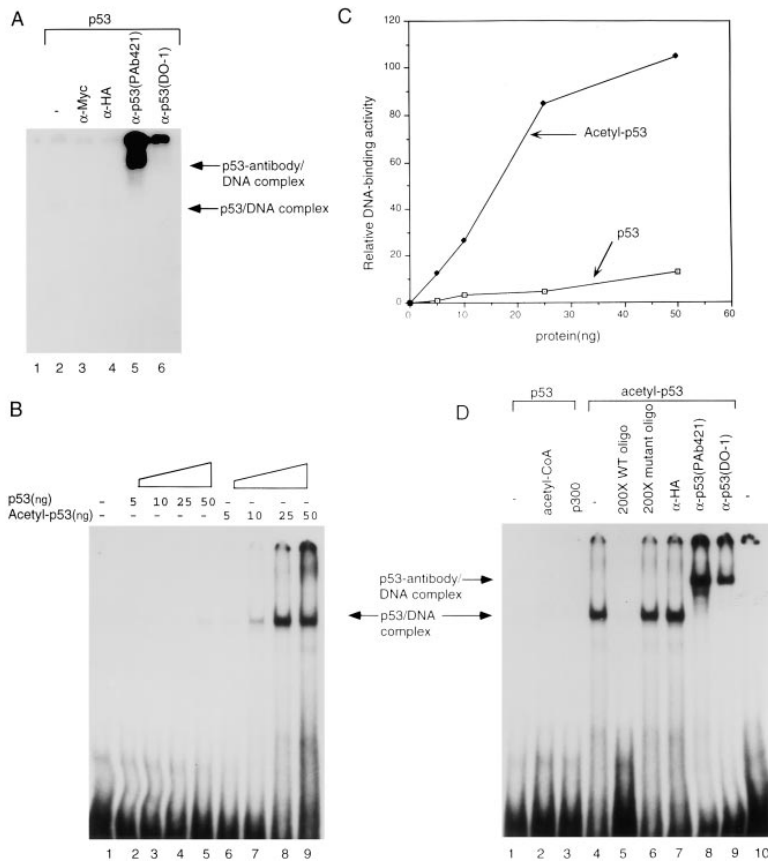 A
p53
-
α-Myc
α-HA
α-p53(PAb421)
α-p53(DO-1)
p53-antibody/
DNA complex
p53/DNA complex
1 2 3 4 5 6
C
Relative DNA-binding activity
120
100
80
60
40
20
0
Acetyl-p53
p53
0 10 20 30 40 50 60
protein(ng)
B
p53(ng) - 5 10 25 50 - - - -
Acetyl-p53(ng) - - - - - 5 10 25 50
1 2 3 4 5 6 7 8 9
p53-antibody/
DNA complex
p53/DNA
complex
D
p53
acetyl-p53
-
acetyl-CoA
p300
-
200X WT oligo
200X mutant oligo
α-HA
α-p53(PAb421)
α-p53(DO-1)
-
1 2 3 4 5 6 7 8 9 10